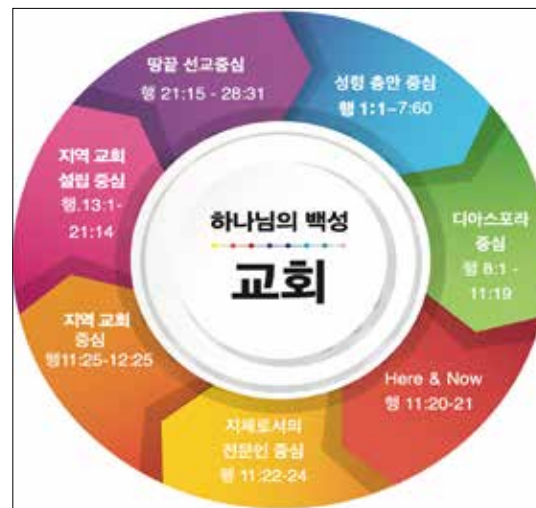 하나님의 백성
교회
성령 충만 중심
행 1:1-7:60
디아스포라
중심
행 8:1 -
11:19
Here & Now
행 11:20-21
지체로서의
전문인 중심
행 11:22-24
지역 교회
중심
행11:25-12:25
지역 교회
설립 중심
행.13:1-
21:14
땅끝 선교중심
행 21:15 - 28:31